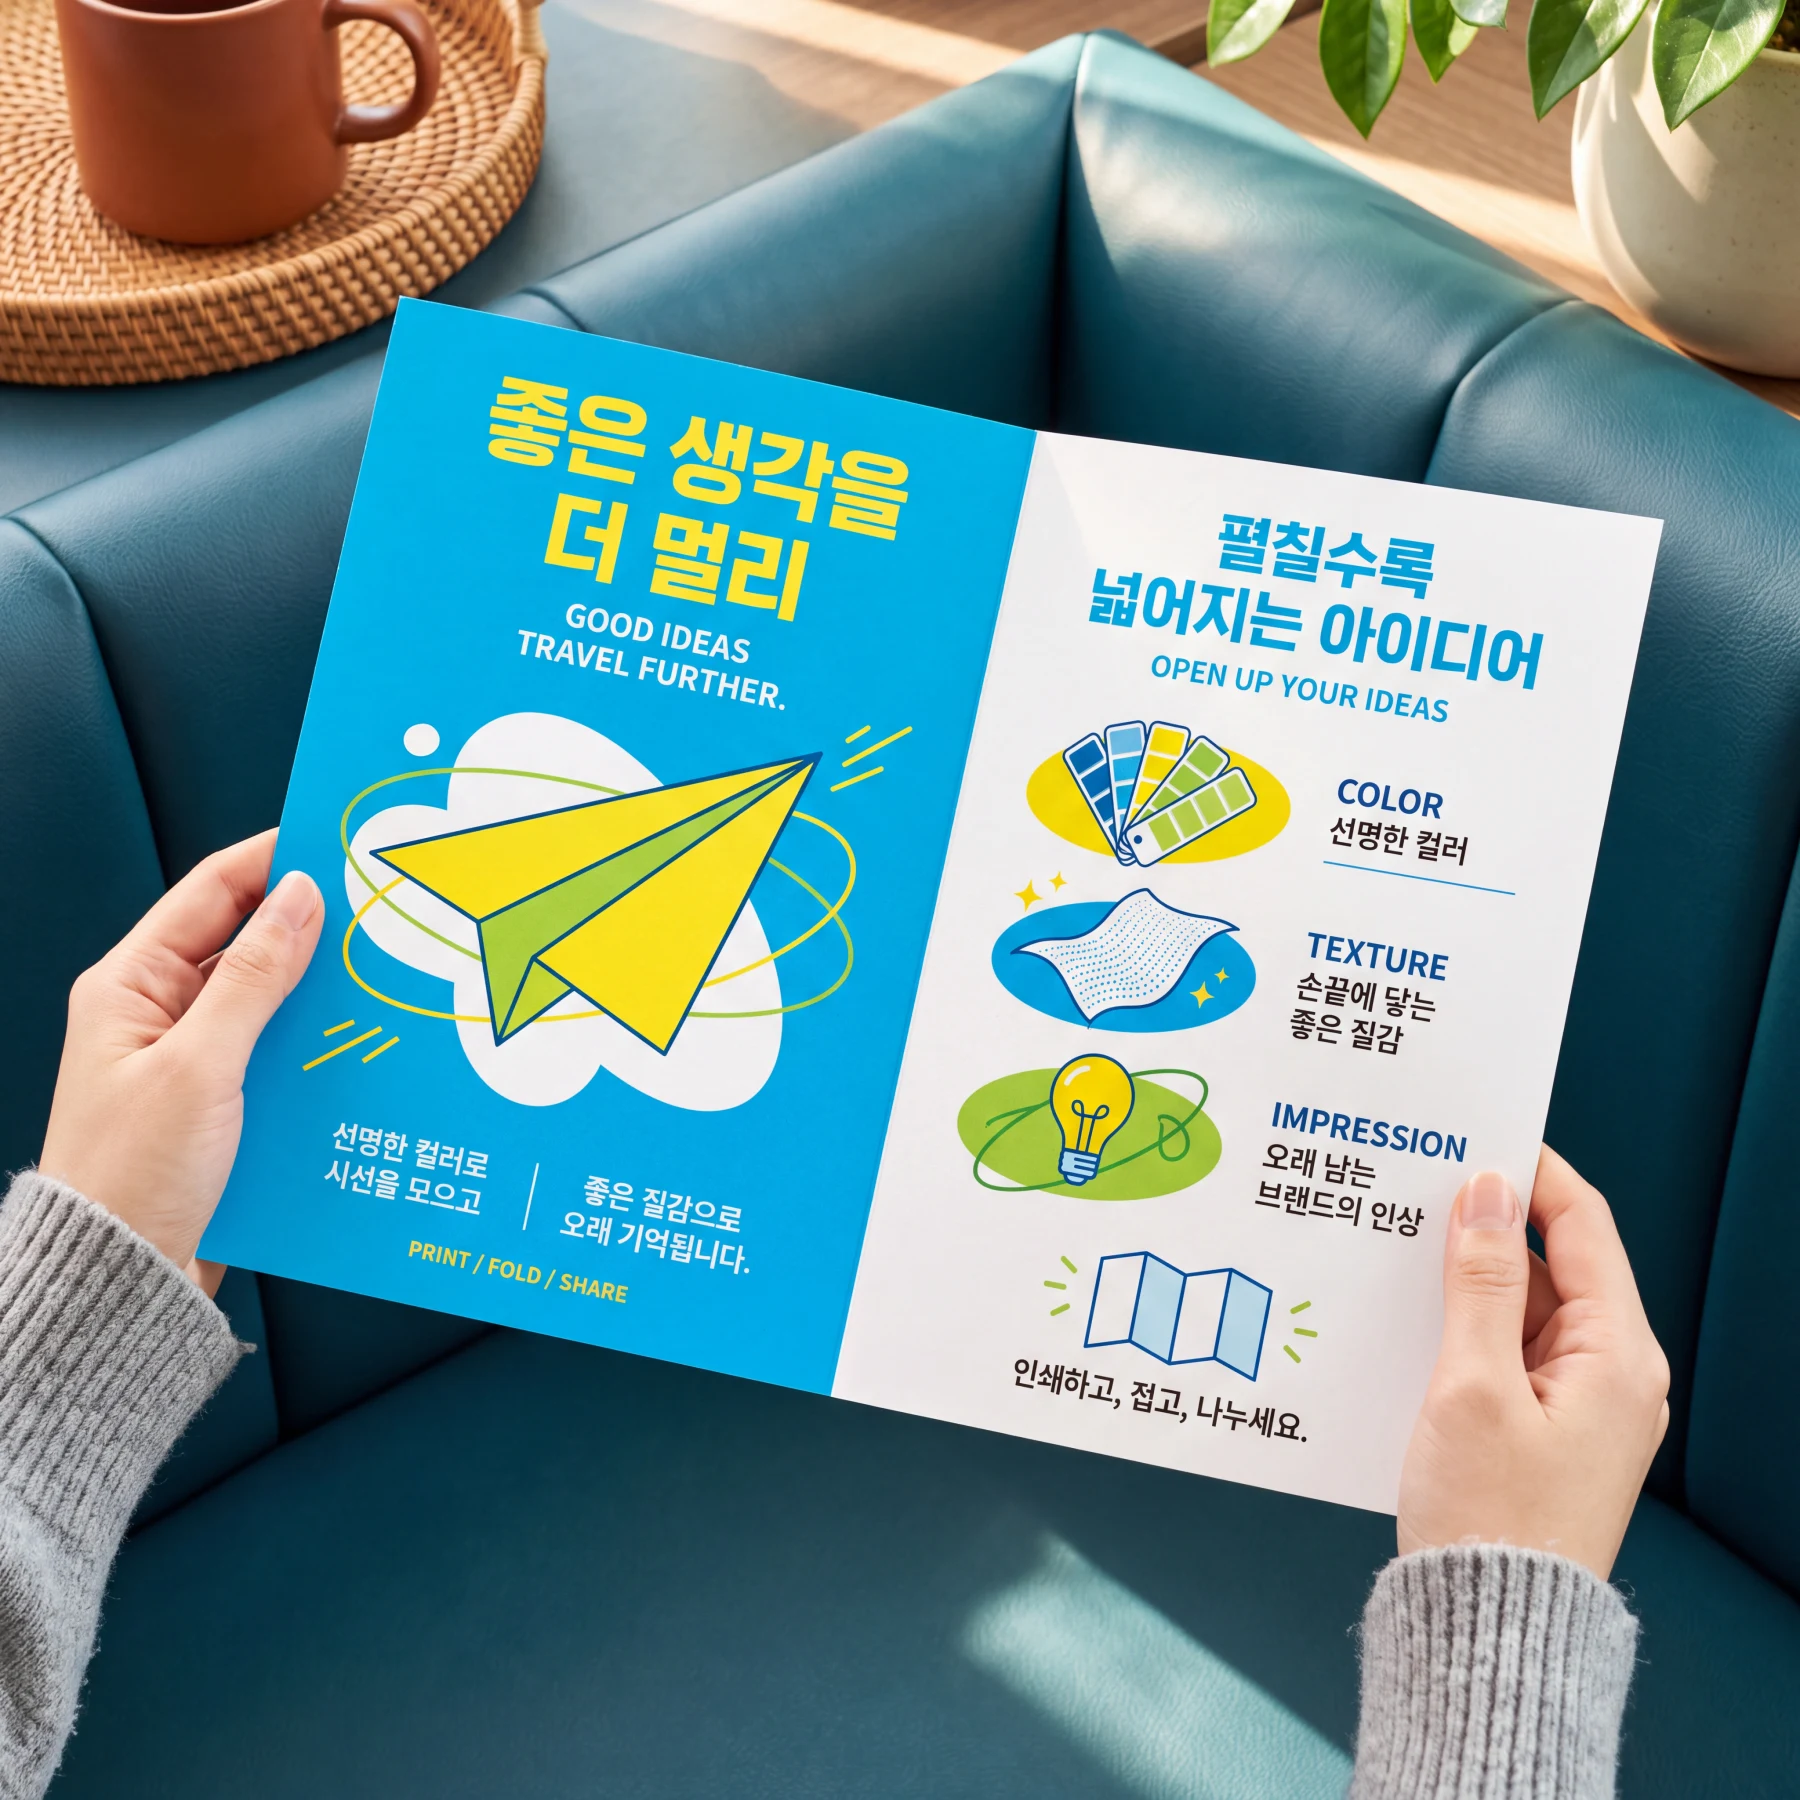 좋은 생각을
더 멀리
GOOD IDEAS
TRAVEL FURTHER.
선명한 컬러로
시선을 모으고
좋은 질감으로
오래 기억됩니다.
PRINT / FOLD / SHARE
펼칠수록
넓어지는 아이디어
OPEN UP YOUR IDEAS
COLOR
선명한 컬러
TEXTURE
손끝에 닿는
좋은 질감
IMPRESSION
오래 남는
브랜드의 인상
인쇄하고, 접고, 나누세요.